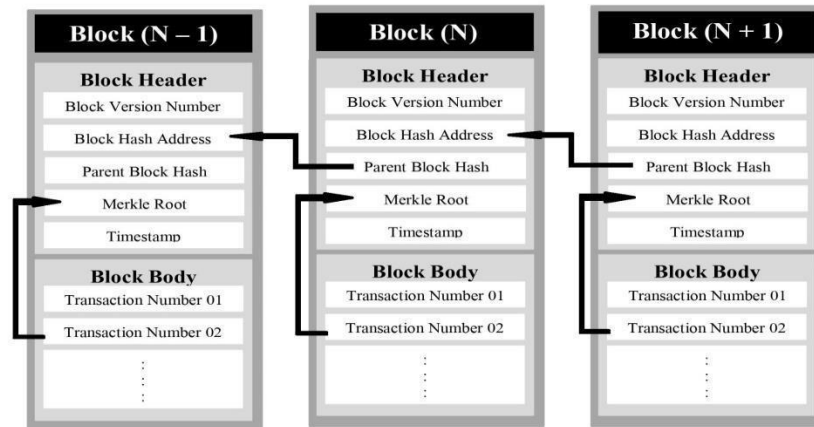 Block (N – 1)
Block Header
Block Version Number
Block Hash Address
Parent Block Hash
Merkle Root
Timestamp
Block Body
Transaction Number 01
Transaction Number 02
Block (N)
Block Header
Block Version Number
Block Hash Address
Parent Block Hash
Merkle Root
Timestamp
Block Body
Transaction Number 01
Transaction Number 02
Block (N + 1)
Block Header
Block Version Number
Block Hash Address
Parent Block Hash
Merkle Root
Timestamp
Block Body
Transaction Number 01
Transaction Number 02